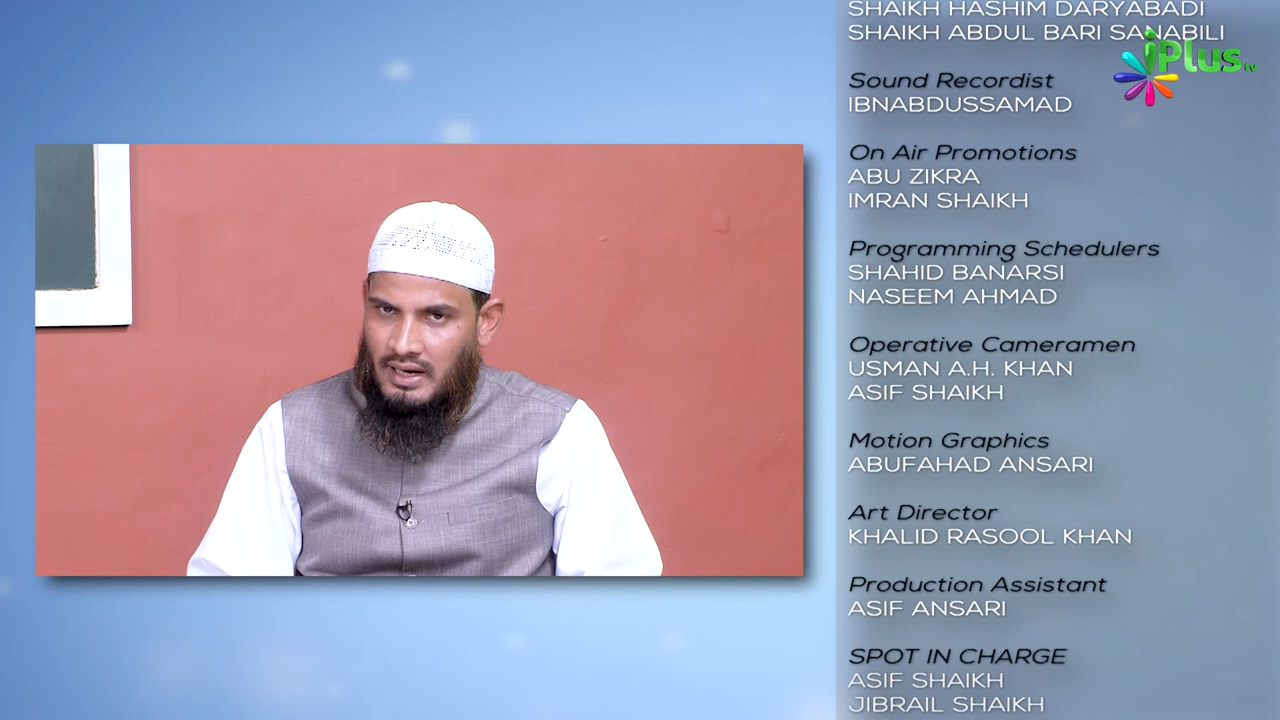 SHAIKH HASHIM DARYABADI
SHAIKH ABDUL BARI SANABILI
iPlus tv
Sound Recordist
IBNABDUSSAMAD
On Air Promotions
ABU ZIKRA
IMRAN SHAIKH
Programming Schedulers
SHAHID BANARSI
NASEEM AHMAD
Operative Cameramen
USMAN A.H. KHAN
ASIF SHAIKH
Motion Graphics
ABUFAHAD ANSARI
Art Director
KHALID RASOOL KHAN
Production Assistant
ASIF ANSARI
SPOT IN CHARGE
ASIF SHAIKH
JIBRAIL SHAIKH